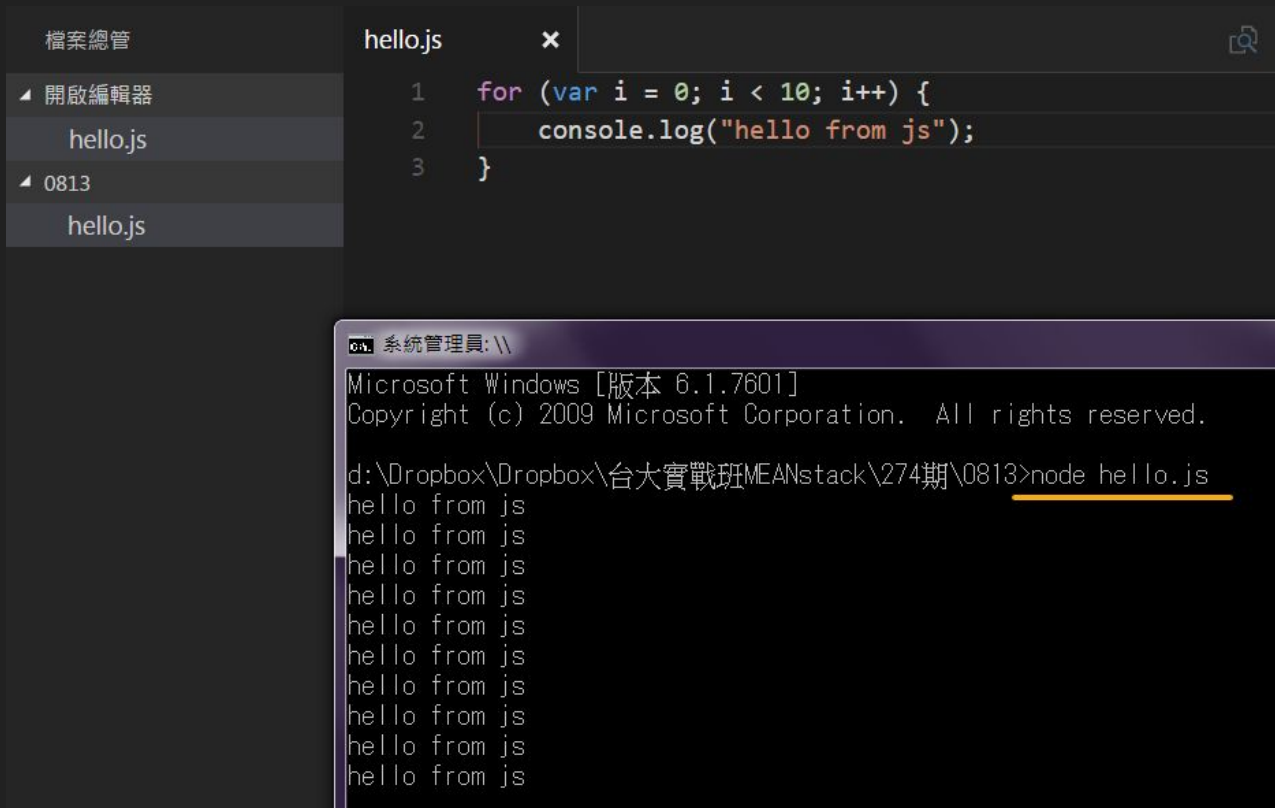 檔案總管
開啟編輯器
hello.js
0813
hello.js
hello.js
1 for (var i = 0; i < 10; i++) {
2 console.log("hello from js");
3 }
系統管理員: \\
Microsoft Windows [版本 6.1.7601]
Copyright (c) 2009 Microsoft Corporation. All rights reserved.
d:\Dropbox\Dropbox\台大實戰班MEANstack\274期\0813>node hello.js
hello from js
hello from js
hello from js
hello from js
hello from js
hello from js
hello from js
hello from js
hello from js
hello from js